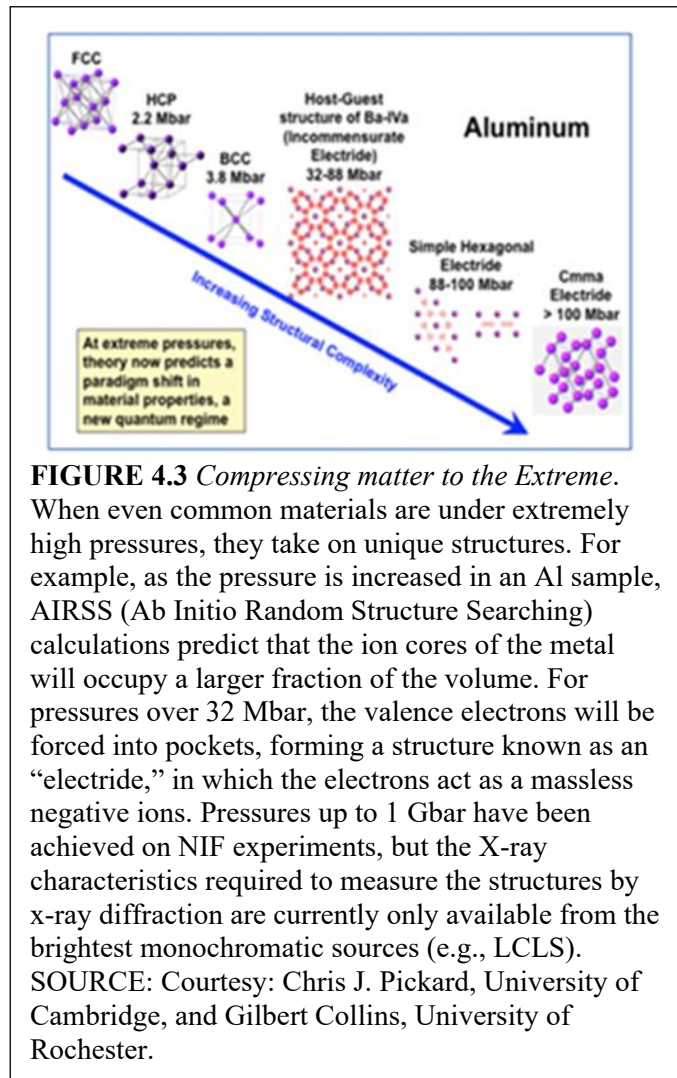 FCC
HCP
2.2 Mbar
BCC
3.8 Mbar
Host-Guest
structure of Ba-IVa
(Incommensurate
Electride)
32-88 Mbar
Aluminum
Simple Hexagonal
Electride
88-100 Mbar
Cmma
Electride
> 100 Mbar
Increasing Structural Complexity
At extreme pressures,
theory now predicts a
paradigm shift in
material properties, a
new quantum regime
FIGURE 4.3 Compressing matter to the Extreme.
When even common materials are under extremely
high pressures, they take on unique structures. For
example, as the pressure is increased in an Al sample,
AIRSS (Ab Initio Random Structure Searching)
calculations predict that the ion cores of the metal
will occupy a larger fraction of the volume. For
pressures over 32 Mbar, the valence electrons will be
forced into pockets, forming a structure known as an
“electride,” in which the electrons act as a massless
negative ions. Pressures up to 1 Gbar have been
achieved on NIF experiments, but the X-ray
characteristics required to measure the structures by
x-ray diffraction are currently only available from the
brightest monochromatic sources (e.g., LCLS).
SOURCE: Courtesy: Chris J. Pickard, University of
Cambridge, and Gilbert Collins, University of
Rochester.